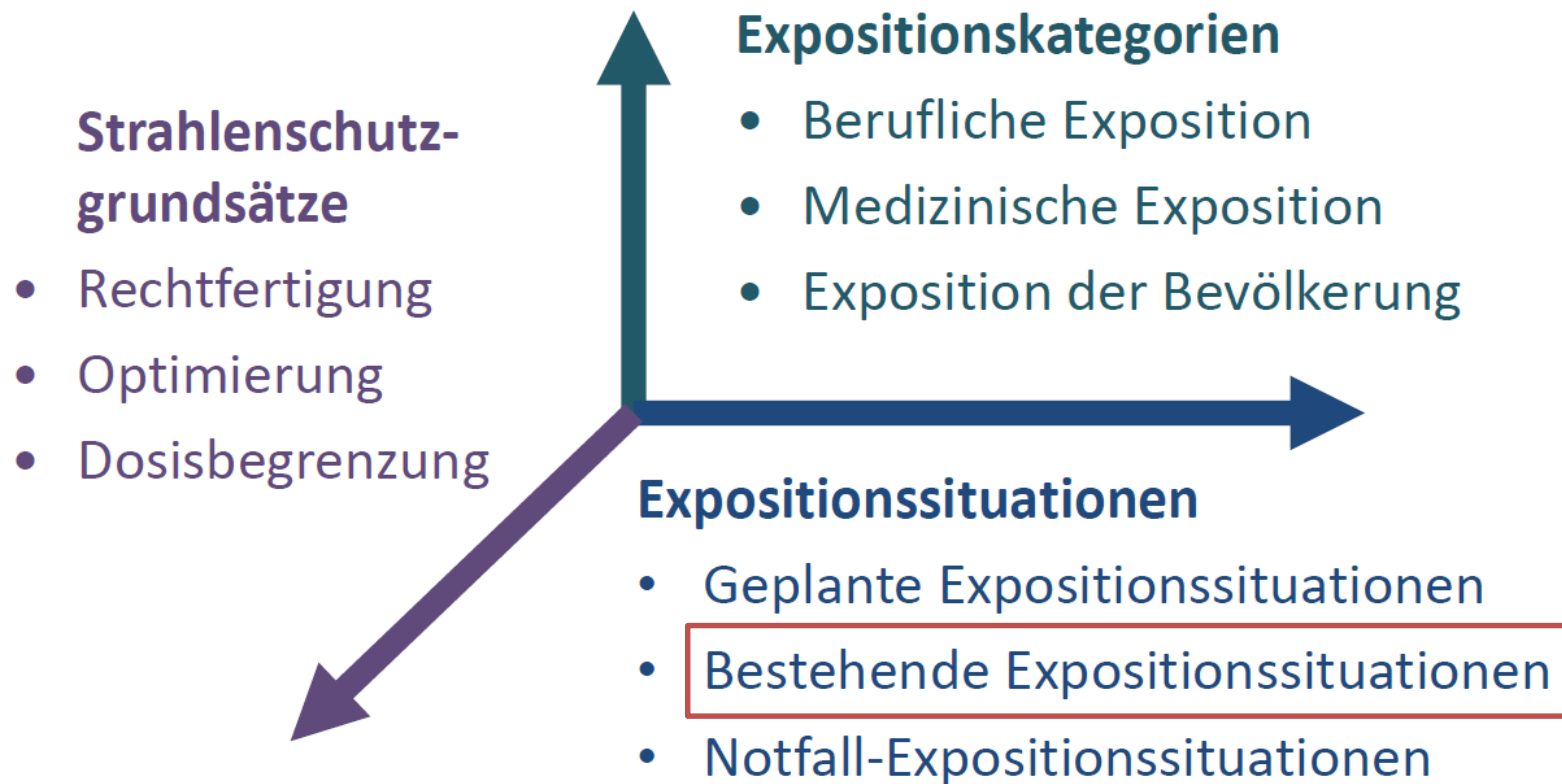 Strahlenschutz-
grundsätze
• Rechtfertigung
• Optimierung
• Dosisbegrenzung
Expositionskategorien
• Berufliche Exposition
• Medizinische Exposition
• Exposition der Bevölkerung
Expositionssituationen
• Geplante Expositionssituationen
• Bestehende Expositionssituationen
• Notfall-Expositionssituationen